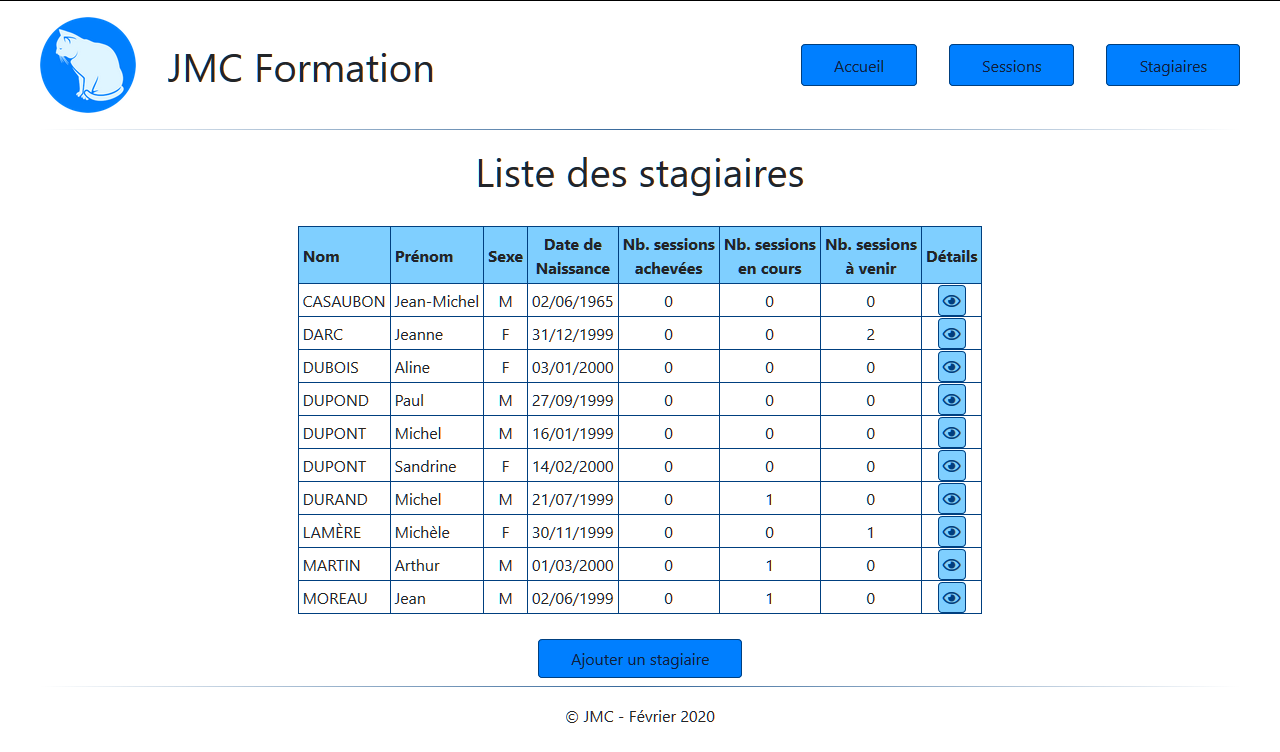 JMC Formation
Accueil
Sessions
Stagiaires
Liste des stagiaires
Nom Prénom Sexe Date de Naissance Nb. sessions achevées Nb. sessions en cours Nb. sessions à venir Détails
CASAUBON Jean-Michel M 02/06/1965 0 0 0
DARC Jeanne F 31/12/1999 0 0 2
DUBOIS Aline F 03/01/2000 0 0 0
DUPOND Paul M 27/09/1999 0 0 0
DUPONT Michel M 16/01/1999 0 0 0
DUPONT Sandrine F 14/02/2000 0 0 0
DURAND Michel M 21/07/1999 0 1 0
LAMÈRE Michèle F 30/11/1999 0 0 1
MARTIN Arthur M 01/03/2000 0 1 0
MOREAU Jean M 02/06/1999 0 1 0
Ajouter un stagiaire
© JMC - Février 2020